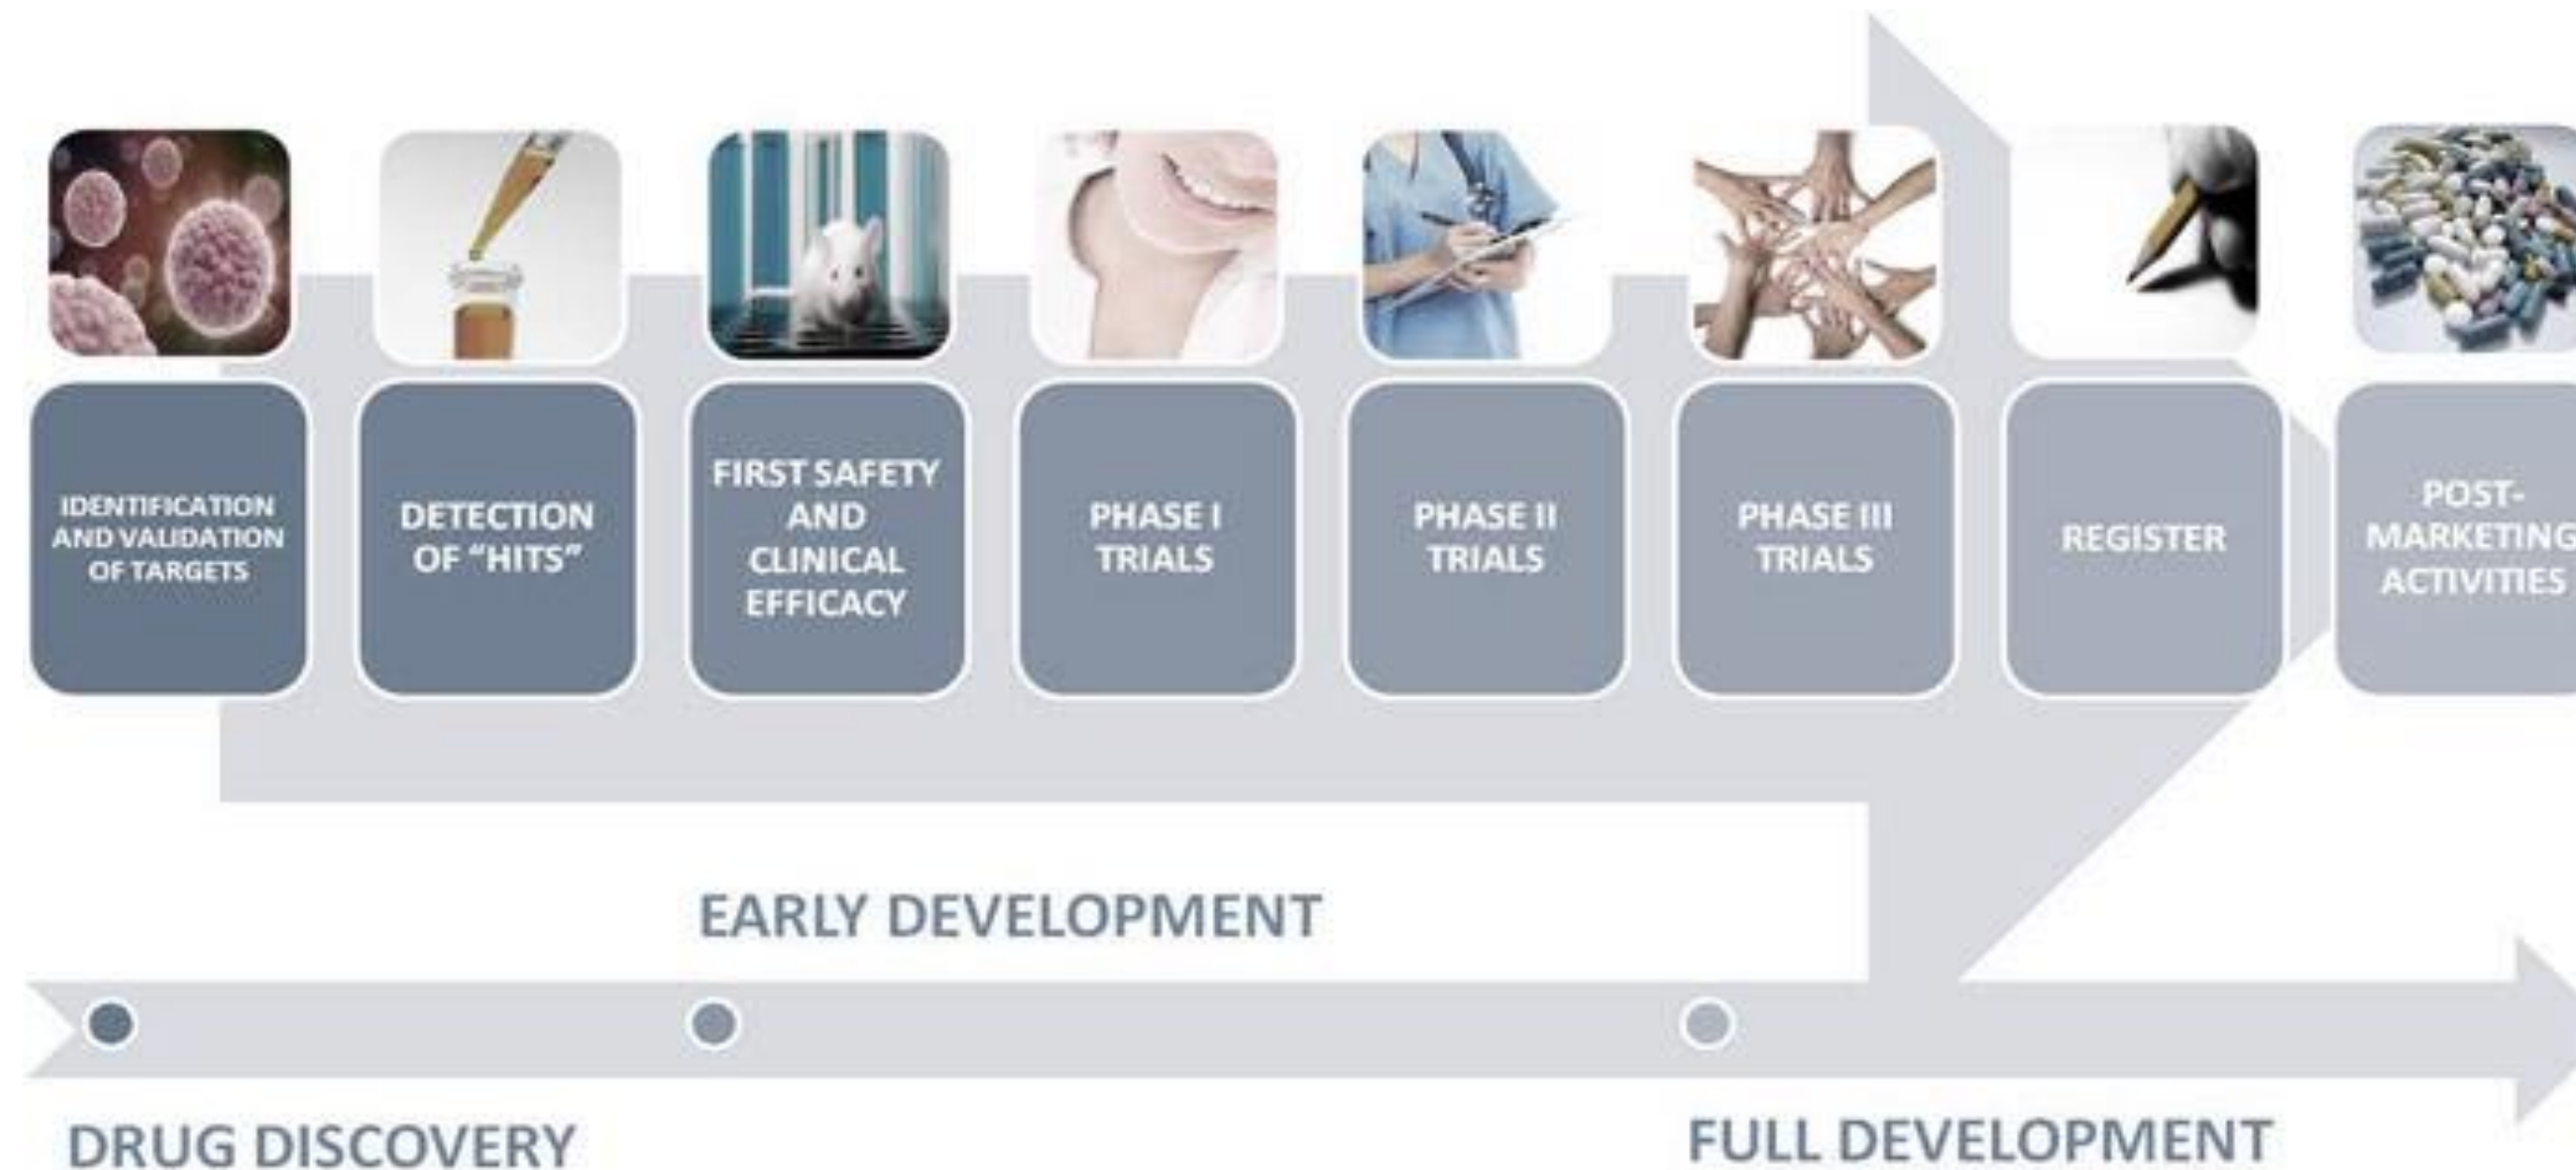 IDENTIFICATION
AND VALIDATION
OF TARGETS
DETECTION
OF “HITS”
FIRST SAFETY
AND
CLINICAL
EFFICACY
PHASE I
TRIALS
PHASE II
TRIALS
PHASE III
TRIALS
REGISTER
POST-
MARKETING
ACTIVITIES
EARLY DEVELOPMENT
DRUG DISCOVERY
FULL DEVELOPMENT